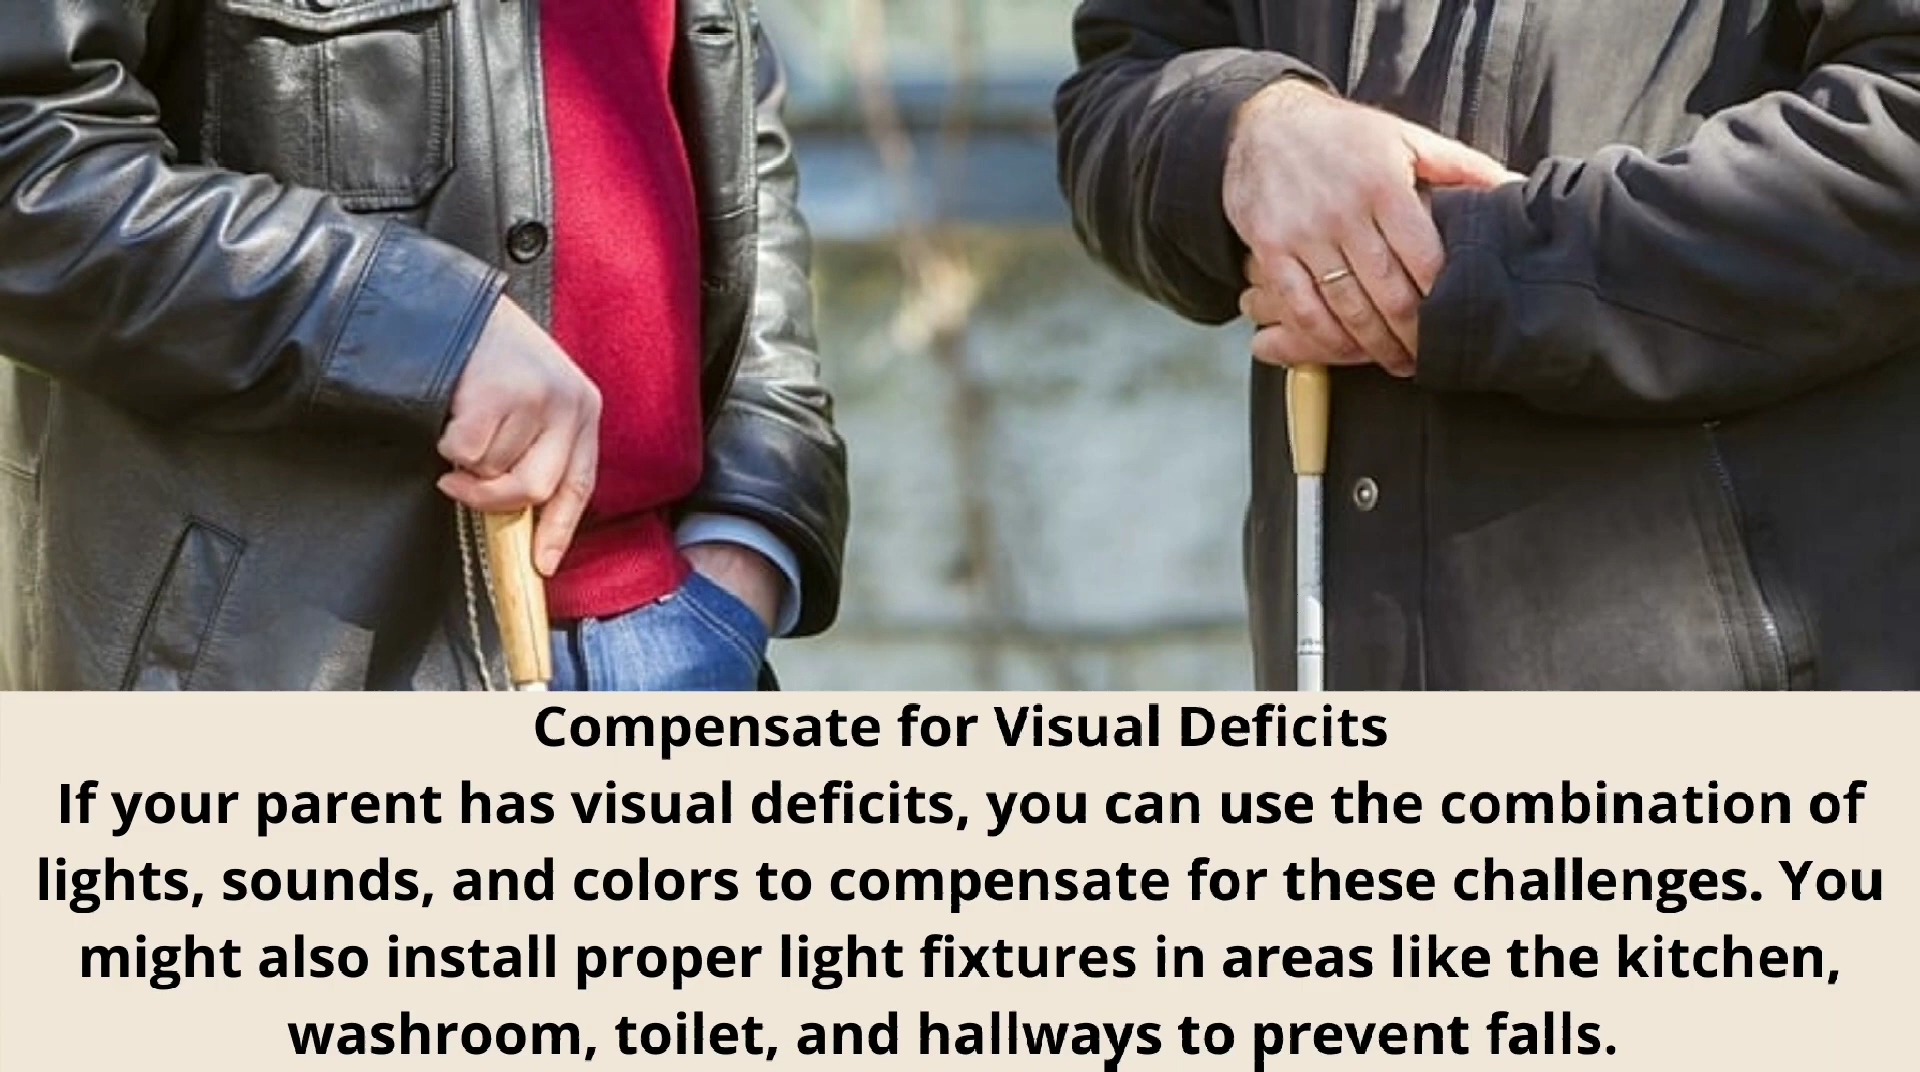 Compensate for Visual Deficits
If your parent has visual deficits, you can use the combination of
lights, sounds, and colors to compensate for these challenges. You
might also install proper light fixtures in areas like the kitchen,
washroom, toilet, and hallways to prevent falls.